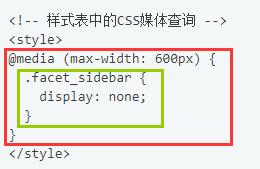 <!-- 样式表中的CSS媒体查询 -->
<style>
@media (max-width: 600px) {
  .facet_sidebar {
    display: none;
  }
}
</style>